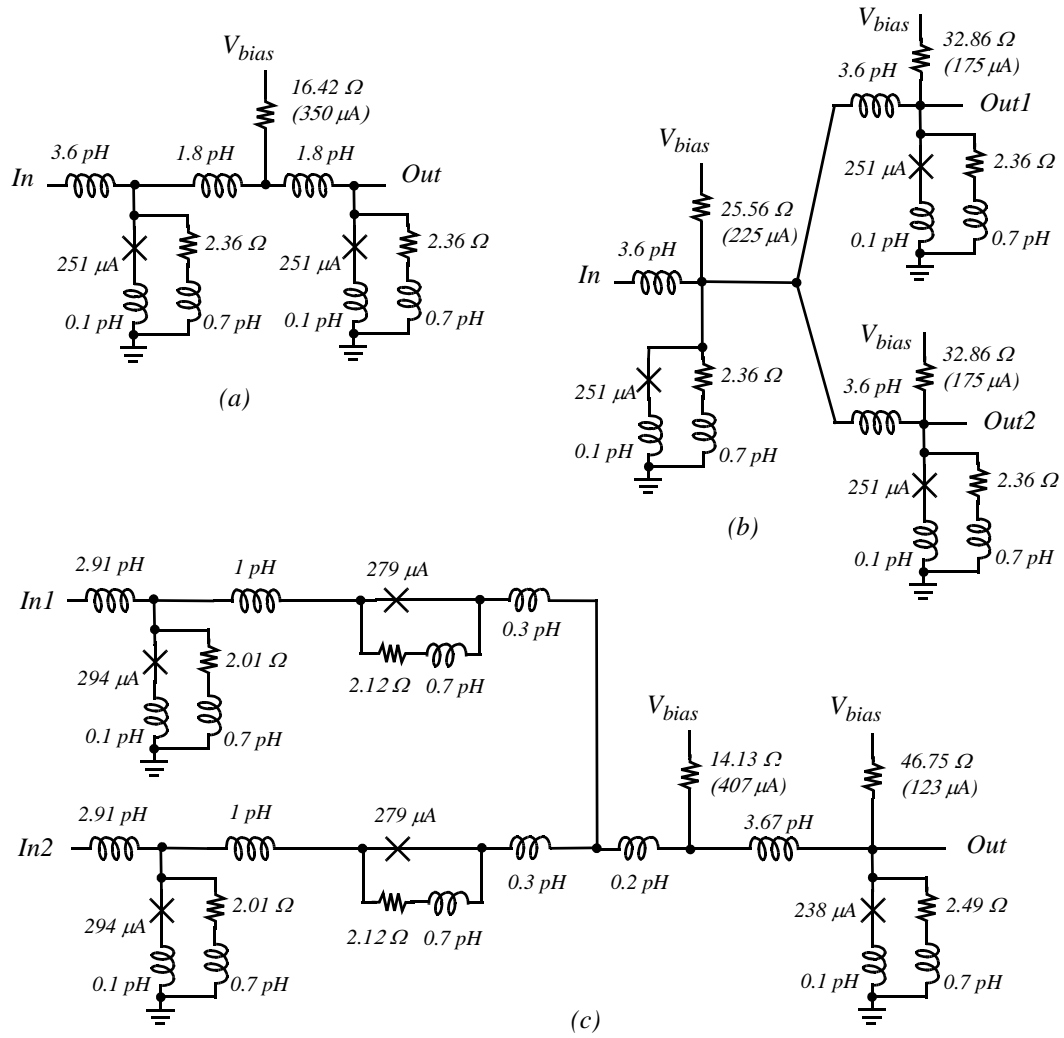 V_bias
16.42 Ω
(350 μA)
3.6 pH
1.8 pH
1.8 pH
In
Out
251 μA
2.36 Ω
251 μA
2.36 Ω
0.1 pH
0.7 pH
0.1 pH
0.7 pH
(a)
V_bias
32.86 Ω
(175 μA)
3.6 pH
Out1
251 μA
2.36 Ω
0.1 pH
0.7 pH
V_bias
25.56 Ω
(225 μA)
3.6 pH
In
251 μA
2.36 Ω
0.1 pH
0.7 pH
V_bias
32.86 Ω
(175 μA)
3.6 pH
Out2
251 μA
2.36 Ω
0.1 pH
0.7 pH
(b)
2.91 pH
1 pH
279 μA
In1
0.3 pH
294 μA
2.01 Ω
2.12 Ω
0.7 pH
0.1 pH
0.7 pH
V_bias
14.13 Ω
(407 μA)
V_bias
46.75 Ω
(123 μA)
2.91 pH
1 pH
279 μA
3.67 pH
In2
0.3 pH
0.2 pH
Out
294 μA
2.01 Ω
2.12 Ω
0.7 pH
238 μA
2.49 Ω
0.1 pH
0.7 pH
0.1 pH
0.7 pH
(c)